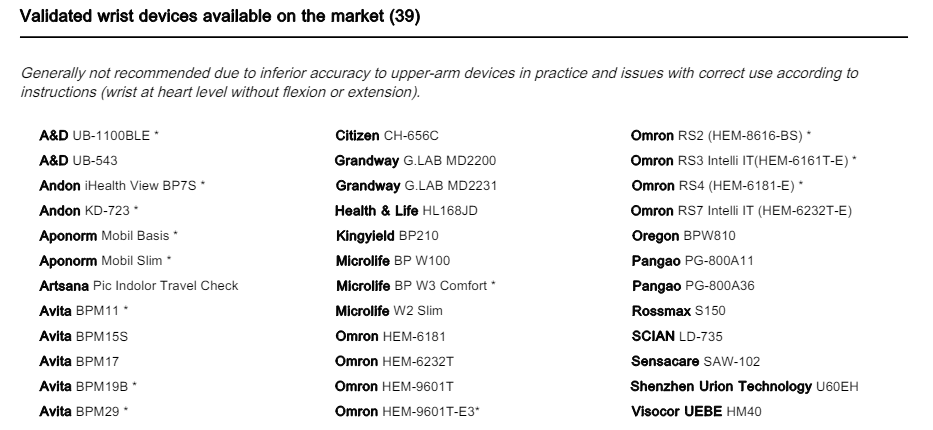 Validated wrist devices available on the market (39)
Generally not recommended due to inferior accuracy to upper-arm devices in practice and issues with correct use according to
instructions (wrist at heart level without flexion or extension).
A&D UB-1100BLE *
A&D UB-543
Andon iHealth View BP7S *
Andon KD-723 *
Aponorm Mobil Basis *
Aponorm Mobil Slim *
Artsana Pic Indolor Travel Check
Avita BPM11 *
Avita BPM15S
Avita BPM17
Avita BPM19B *
Avita BPM29 *
Citizen CH-656C
Grandway G.LAB MD2200
Grandway G.LAB MD2231
Health & Life HL168JD
Kingyield BP210
Microlife BP W100
Microlife BP W3 Comfort *
Microlife W2 Slim
Omron HEM-6181
Omron HEM-6232T
Omron HEM-9601T
Omron HEM-9601T-E3*
Omron RS2 (HEM-8616-BS) *
Omron RS3 Intelli IT(HEM-6161T-E) *
Omron RS4 (HEM-6181-E) *
Omron RS7 Intelli IT (HEM-6232T-E)
Oregon BPW810
Pangao PG-800A11
Pangao PG-800A36
Rossmax S150
SCIAN LD-735
Sensacare SAW-102
Shenzhen Urion Technology U60EH
Visocor UEBE HM40